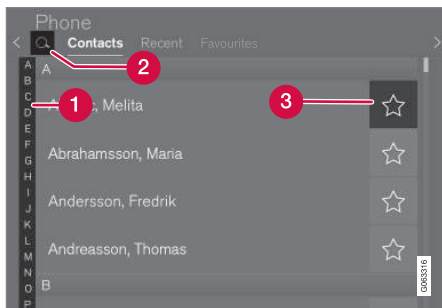 Phone
Contacts Recent Favourites
A
Melita
Abrahamsson, Maria
Andersson, Fredrik
Andreasson, Thomas
B
A
B
C
D
E
F
G
H
I
J
K
L
M
N
O
P
1
2
3
G063316